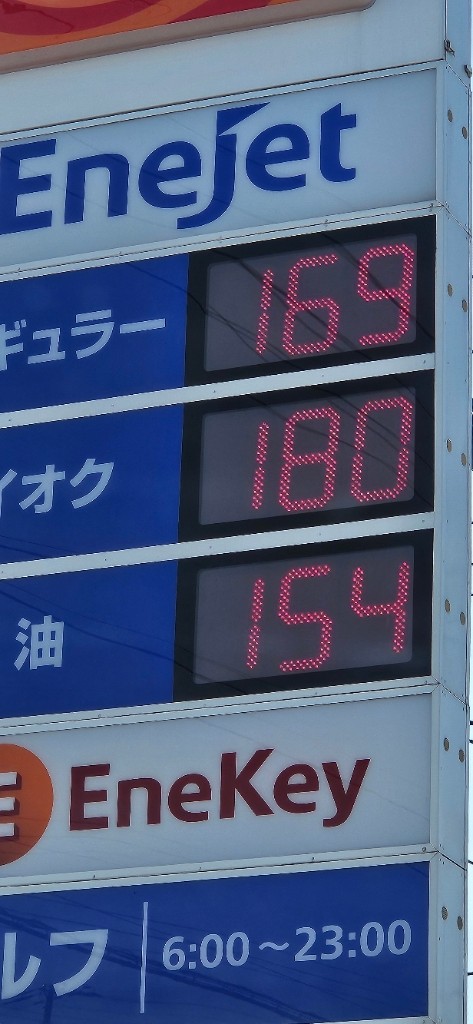 EneJet
ギュラー 169
イオク 180
油 154
E EneKey
ルフ 6:00～23:00